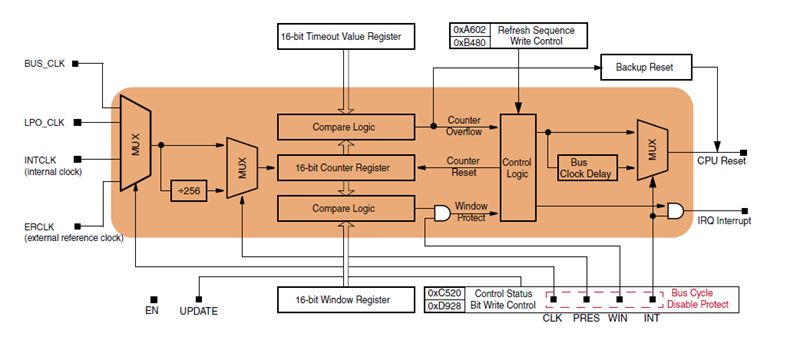 16-bit Timeout Value Register
0xA602
0xB480
Refresh Sequence
Write Control
BUS_CLK
Backup Reset
LPO_CLK
MUX
Compare Logic
Counter
Overflow
INTCLK
(internal clock)
MUX
16-bit Counter Register
Counter
Reset
Control
Logic
Bus
Clock Delay
MUX
CPU Reset
÷256
Compare Logic
Window
Protect
ERCLK
(external reference clock)
IRQ Interrupt
EN
UPDATE
16-bit Window Register
0xC520
0xD928
Control Status
Bit Write Control
Bus Cycle
Disable Protect
CLK
PRES
WIN
INT